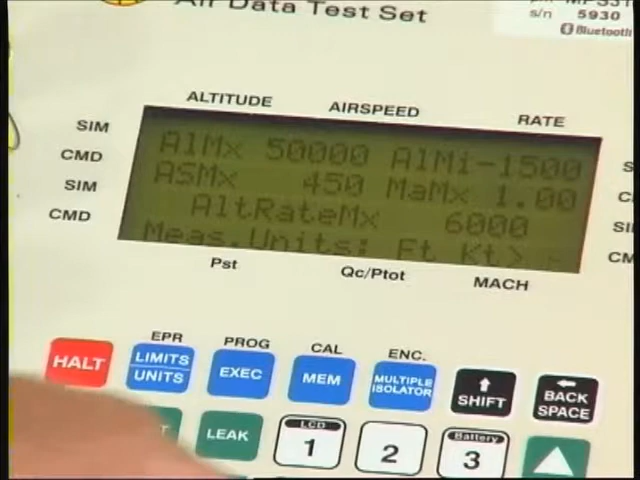 Air Data Test Set
s/n 5930
Bluetooth
ALTITUDE AIRSPEED RATE
SIM
CMD
SIM
CMD
AlMx 50000 AlMi-1500
ASMx 450 MaMx 1.00
AltRateMx 6000
Meas.Units: Ft Kt>
Pst Qc/Ptot MACH
EPR PROG CAL ENC.
HALT
LIMITS
UNITS
EXEC
MEM
MULTIPLE
ISOLATOR
SHIFT
BACK
SPACE
LEAK
LCD
1
2
Battery
3